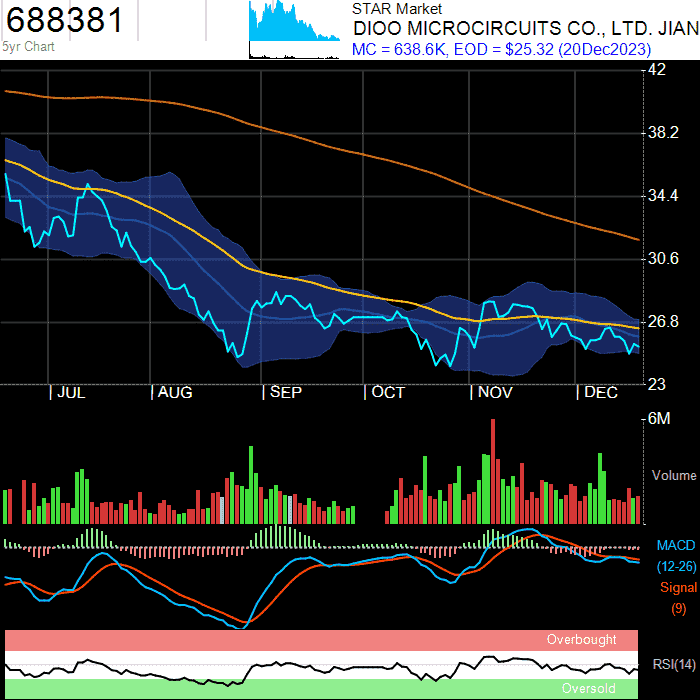 688381
5yr Chart
STAR Market
DIOO MICROCIRCUITS CO., LTD. JIAN
MC = 638.6K, EOD = $25.32 (20Dec2023)
42
38.2
34.4
30.6
26.8
23
| JUL | AUG | SEP | OCT | NOV | DEC
6M
Volume
MACD
(12-26)
Signal
(9)
Overbought
RSI(14)
Oversold